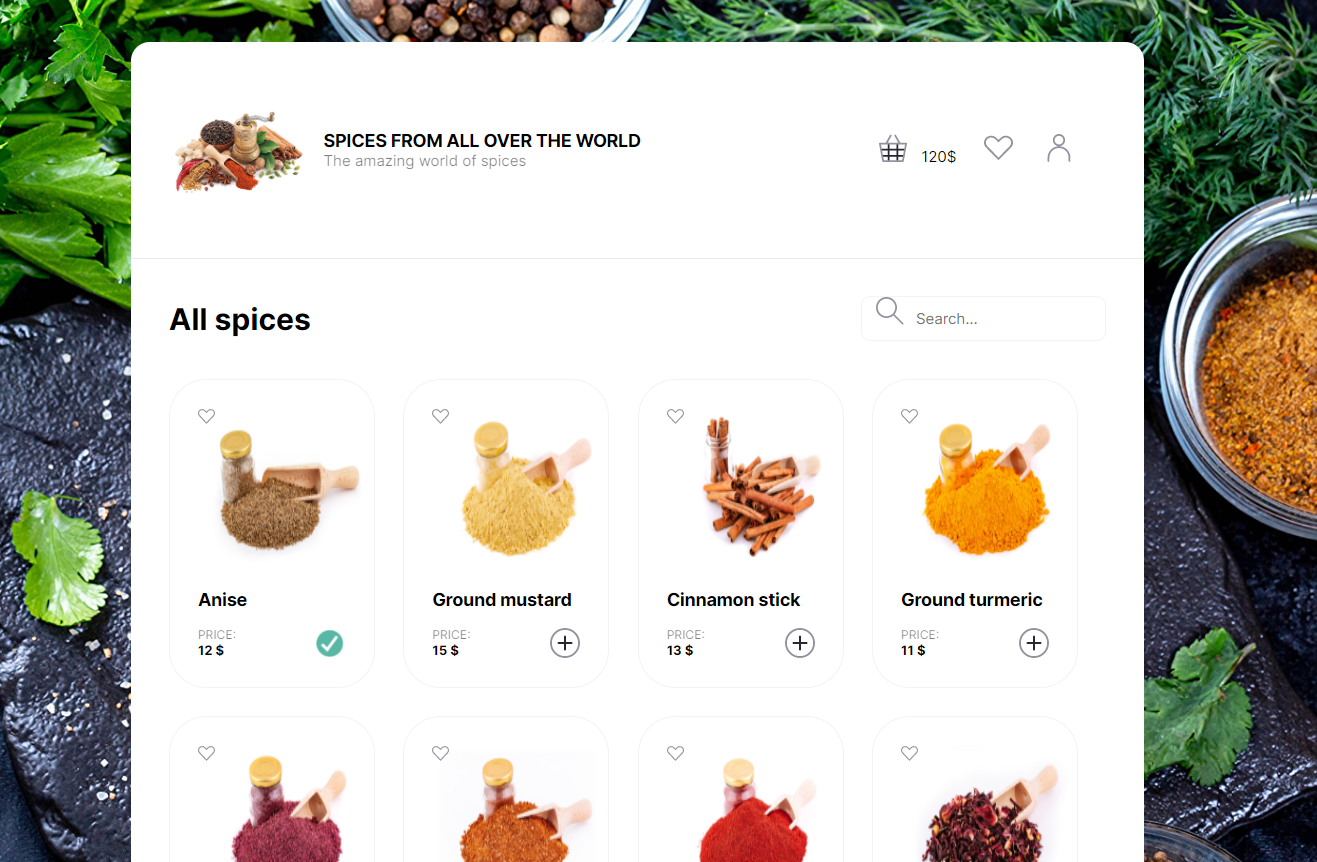 SPICES FROM ALL OVER THE WORLD
The amazing world of spices
120$
All spices
Search...
Anise
PRICE:
12 $
Ground mustard
PRICE:
15 $
Cinnamon stick
PRICE:
13 $
Ground turmeric
PRICE:
11 $